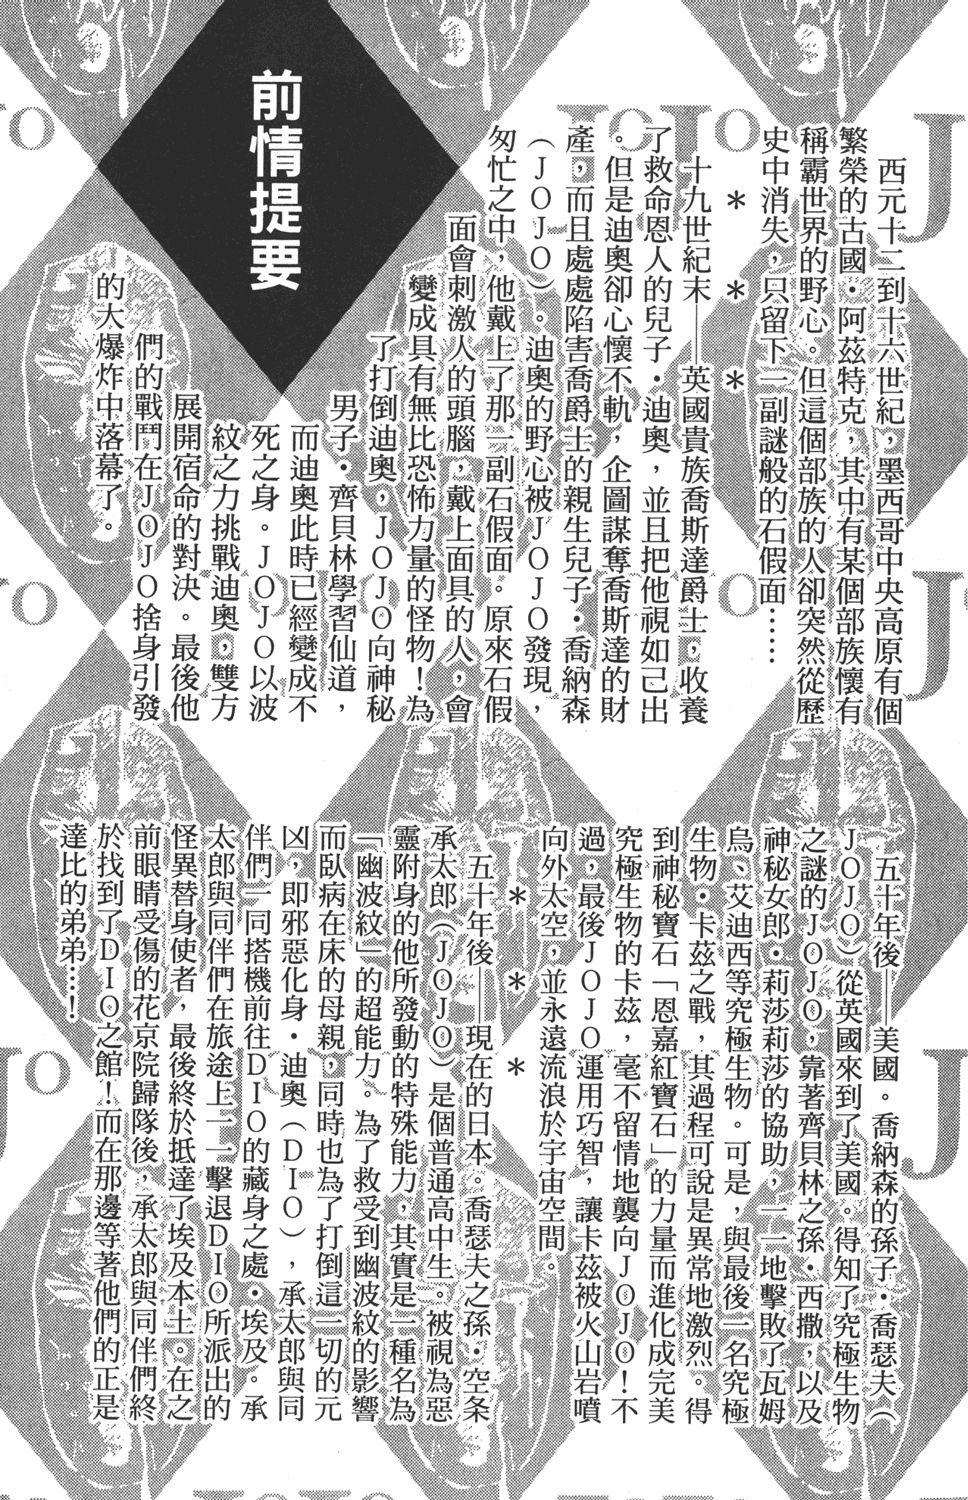 前情提要
西元十二到十六世紀，墨西哥中央高原有個
繁榮的古國・阿茲特克，其中有某個部族懷有
稱霸世界的野心。但這個部族的人卻突然從歷
史中消失，只留下一副謎般的石假面……
＊　＊　＊
十九世紀末——英國貴族喬斯達爵士，收養
了救命恩人的兒子・迪奧，並且把他視如己出
。但是迪奧卻心懷不軌，企圖謀奪喬斯達的財
產，而且處處陷害喬爵士的親生兒子・喬納森
（ＪＯＪＯ）。迪奧的野心被ＪＯＪＯ發現，
匆忙之中，他戴上了那一副石假面。原來石假
面會刺激人的頭腦，戴上面具的人，會
變成具有無比恐怖力量的怪物！為
了打倒迪奧，ＪＯＪＯ向神秘
男子・齊貝林學習仙道，
而迪奧此時已經變成不
死之身。ＪＯＪＯ以波
紋之力挑戰迪奧，雙方
展開宿命的對決。最後他
們的戰鬥在ＪＯＪＯ捨身引發
的大爆炸中落幕了。
五十年後——美國。喬納森的孫子・喬瑟夫（
ＪＯＪＯ）從英國來到了美國。得知了究極生物
之謎的ＪＯＪＯ，靠著齊貝林之孫・西撒，以及
神秘女郎・莉莎莉莎的協助，一一地擊敗了瓦姆
烏、艾迪西等究極生物。可是，與最後一名究極
生物・卡茲之戰，其過程可說是異常地激烈。得
到神秘寶石「恩嘉紅寶石」的力量而進化成完美
究極生物的卡茲，毫不留情地襲向ＪＯＪＯ！不
過，最後ＪＯＪＯ運用巧智，讓卡茲被火山岩噴
向外太空，並永遠流浪於宇宙空間。
＊　＊　＊
五十年後——現在的日本。喬瑟夫之孫・空条
承太郎（ＪＯＪＯ）是個普通高中生。被視為惡
靈附身的他所發動的特殊能力，其實是一種名為
「幽波紋」的超能力。為了救受到幽波紋的影響
而臥病在床的母親，同時也為了打倒這一切的元
凶，即邪惡化身・迪奧（ＤＩＯ），承太郎與同
伴們一同搭機前往ＤＩＯ的藏身之處・埃及。承
太郎與同伴們在旅途上一一擊退ＤＩＯ所派出的
怪異替身使者，最後終於抵達了埃及本土。在之
前眼睛受傷的花京院歸隊後，承太郎與同伴們終
於找到了ＤＩＯ之館！而在那邊等著他們的正是
達比的弟弟…！